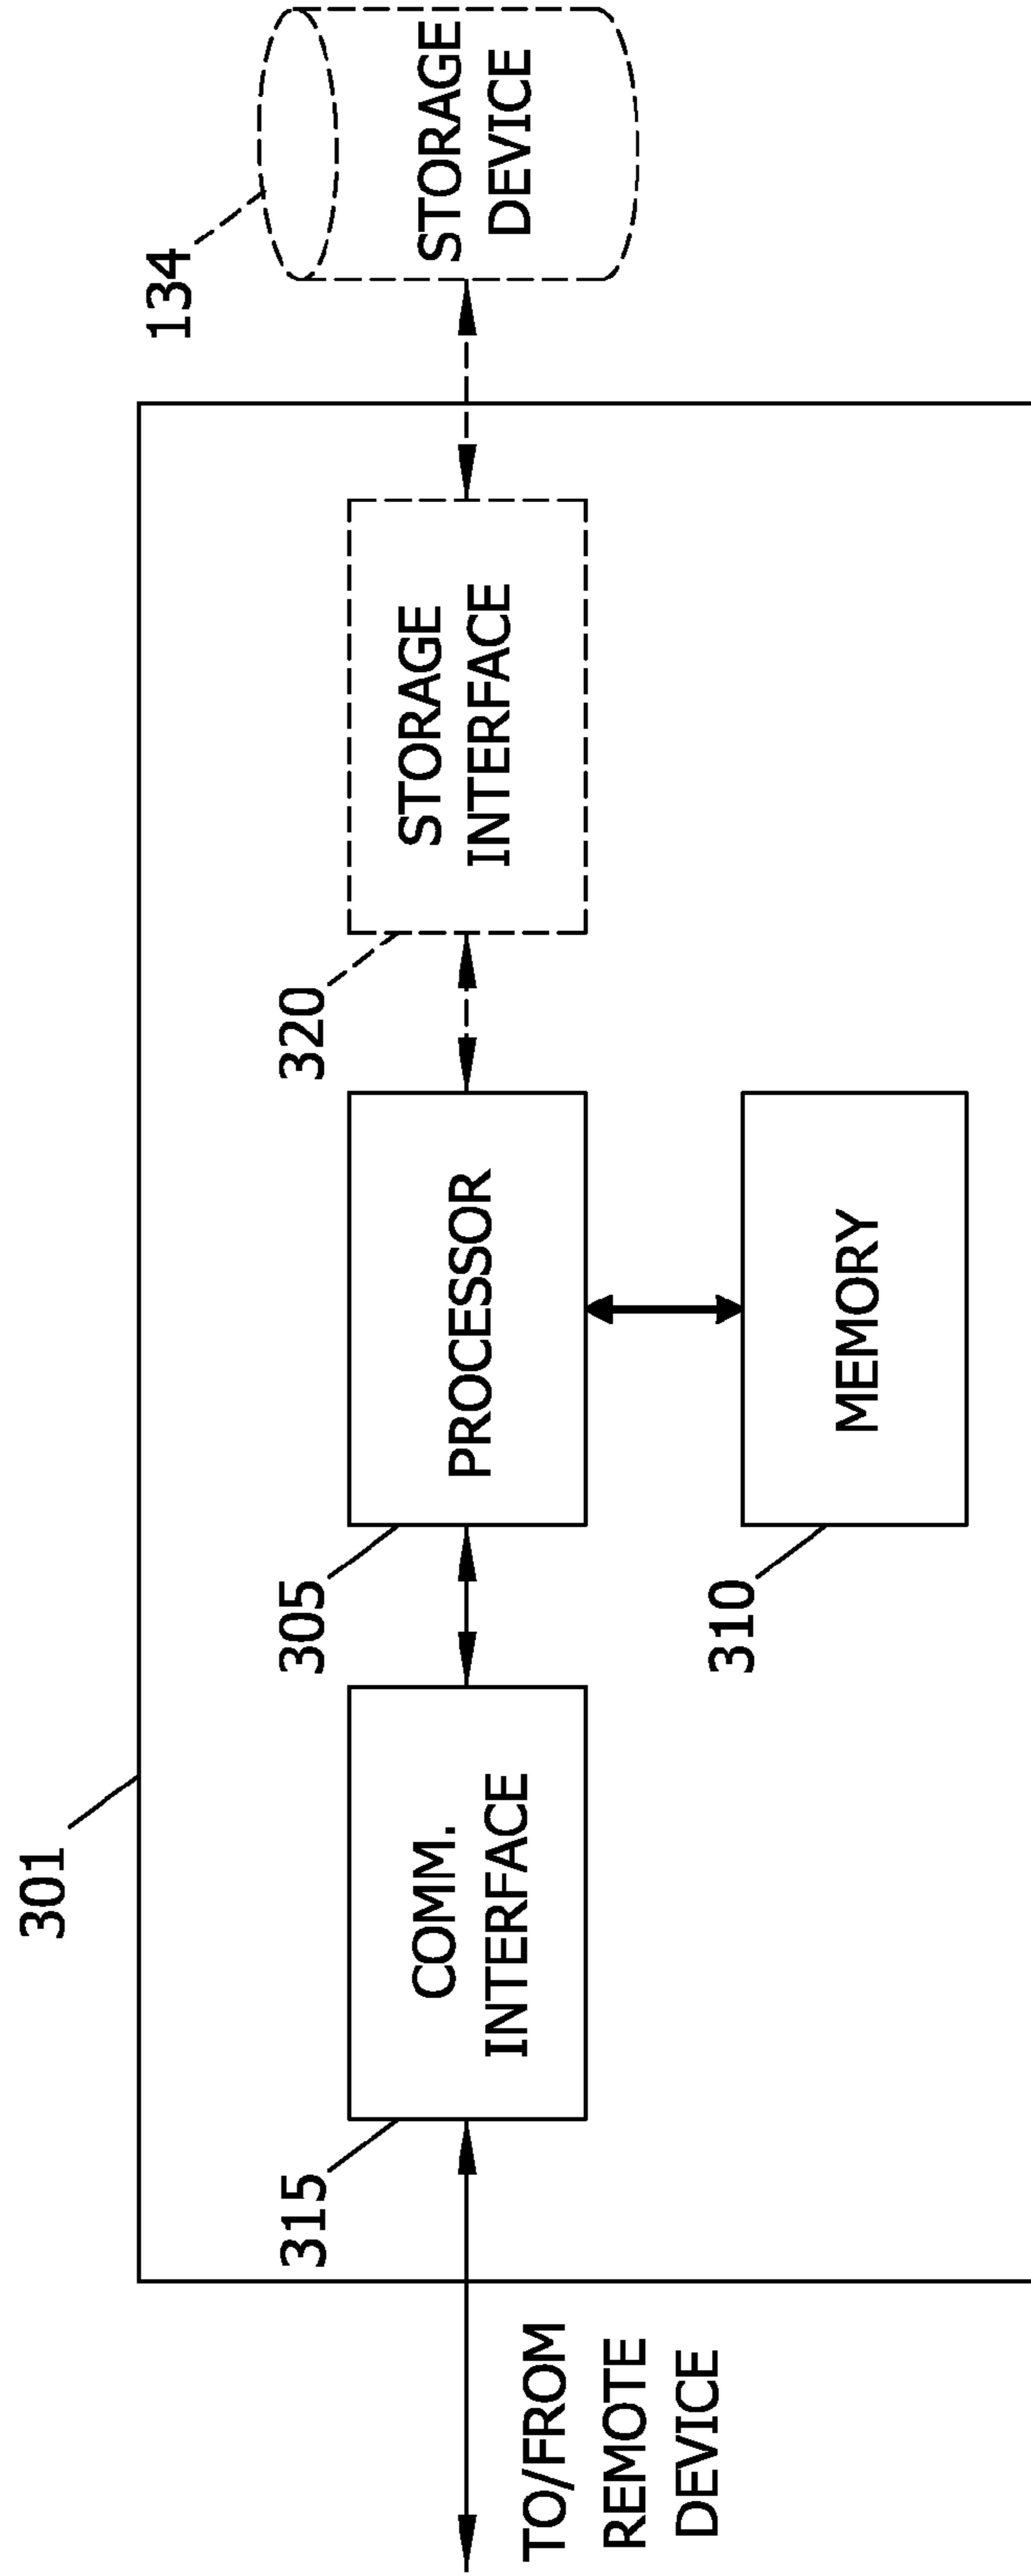 301
134
315
305
320
COMM.
INTERFACE
PROCESSOR
STORAGE
INTERFACE
STORAGE
DEVICE
TO/FROM
REMOTE
DEVICE
310
MEMORY